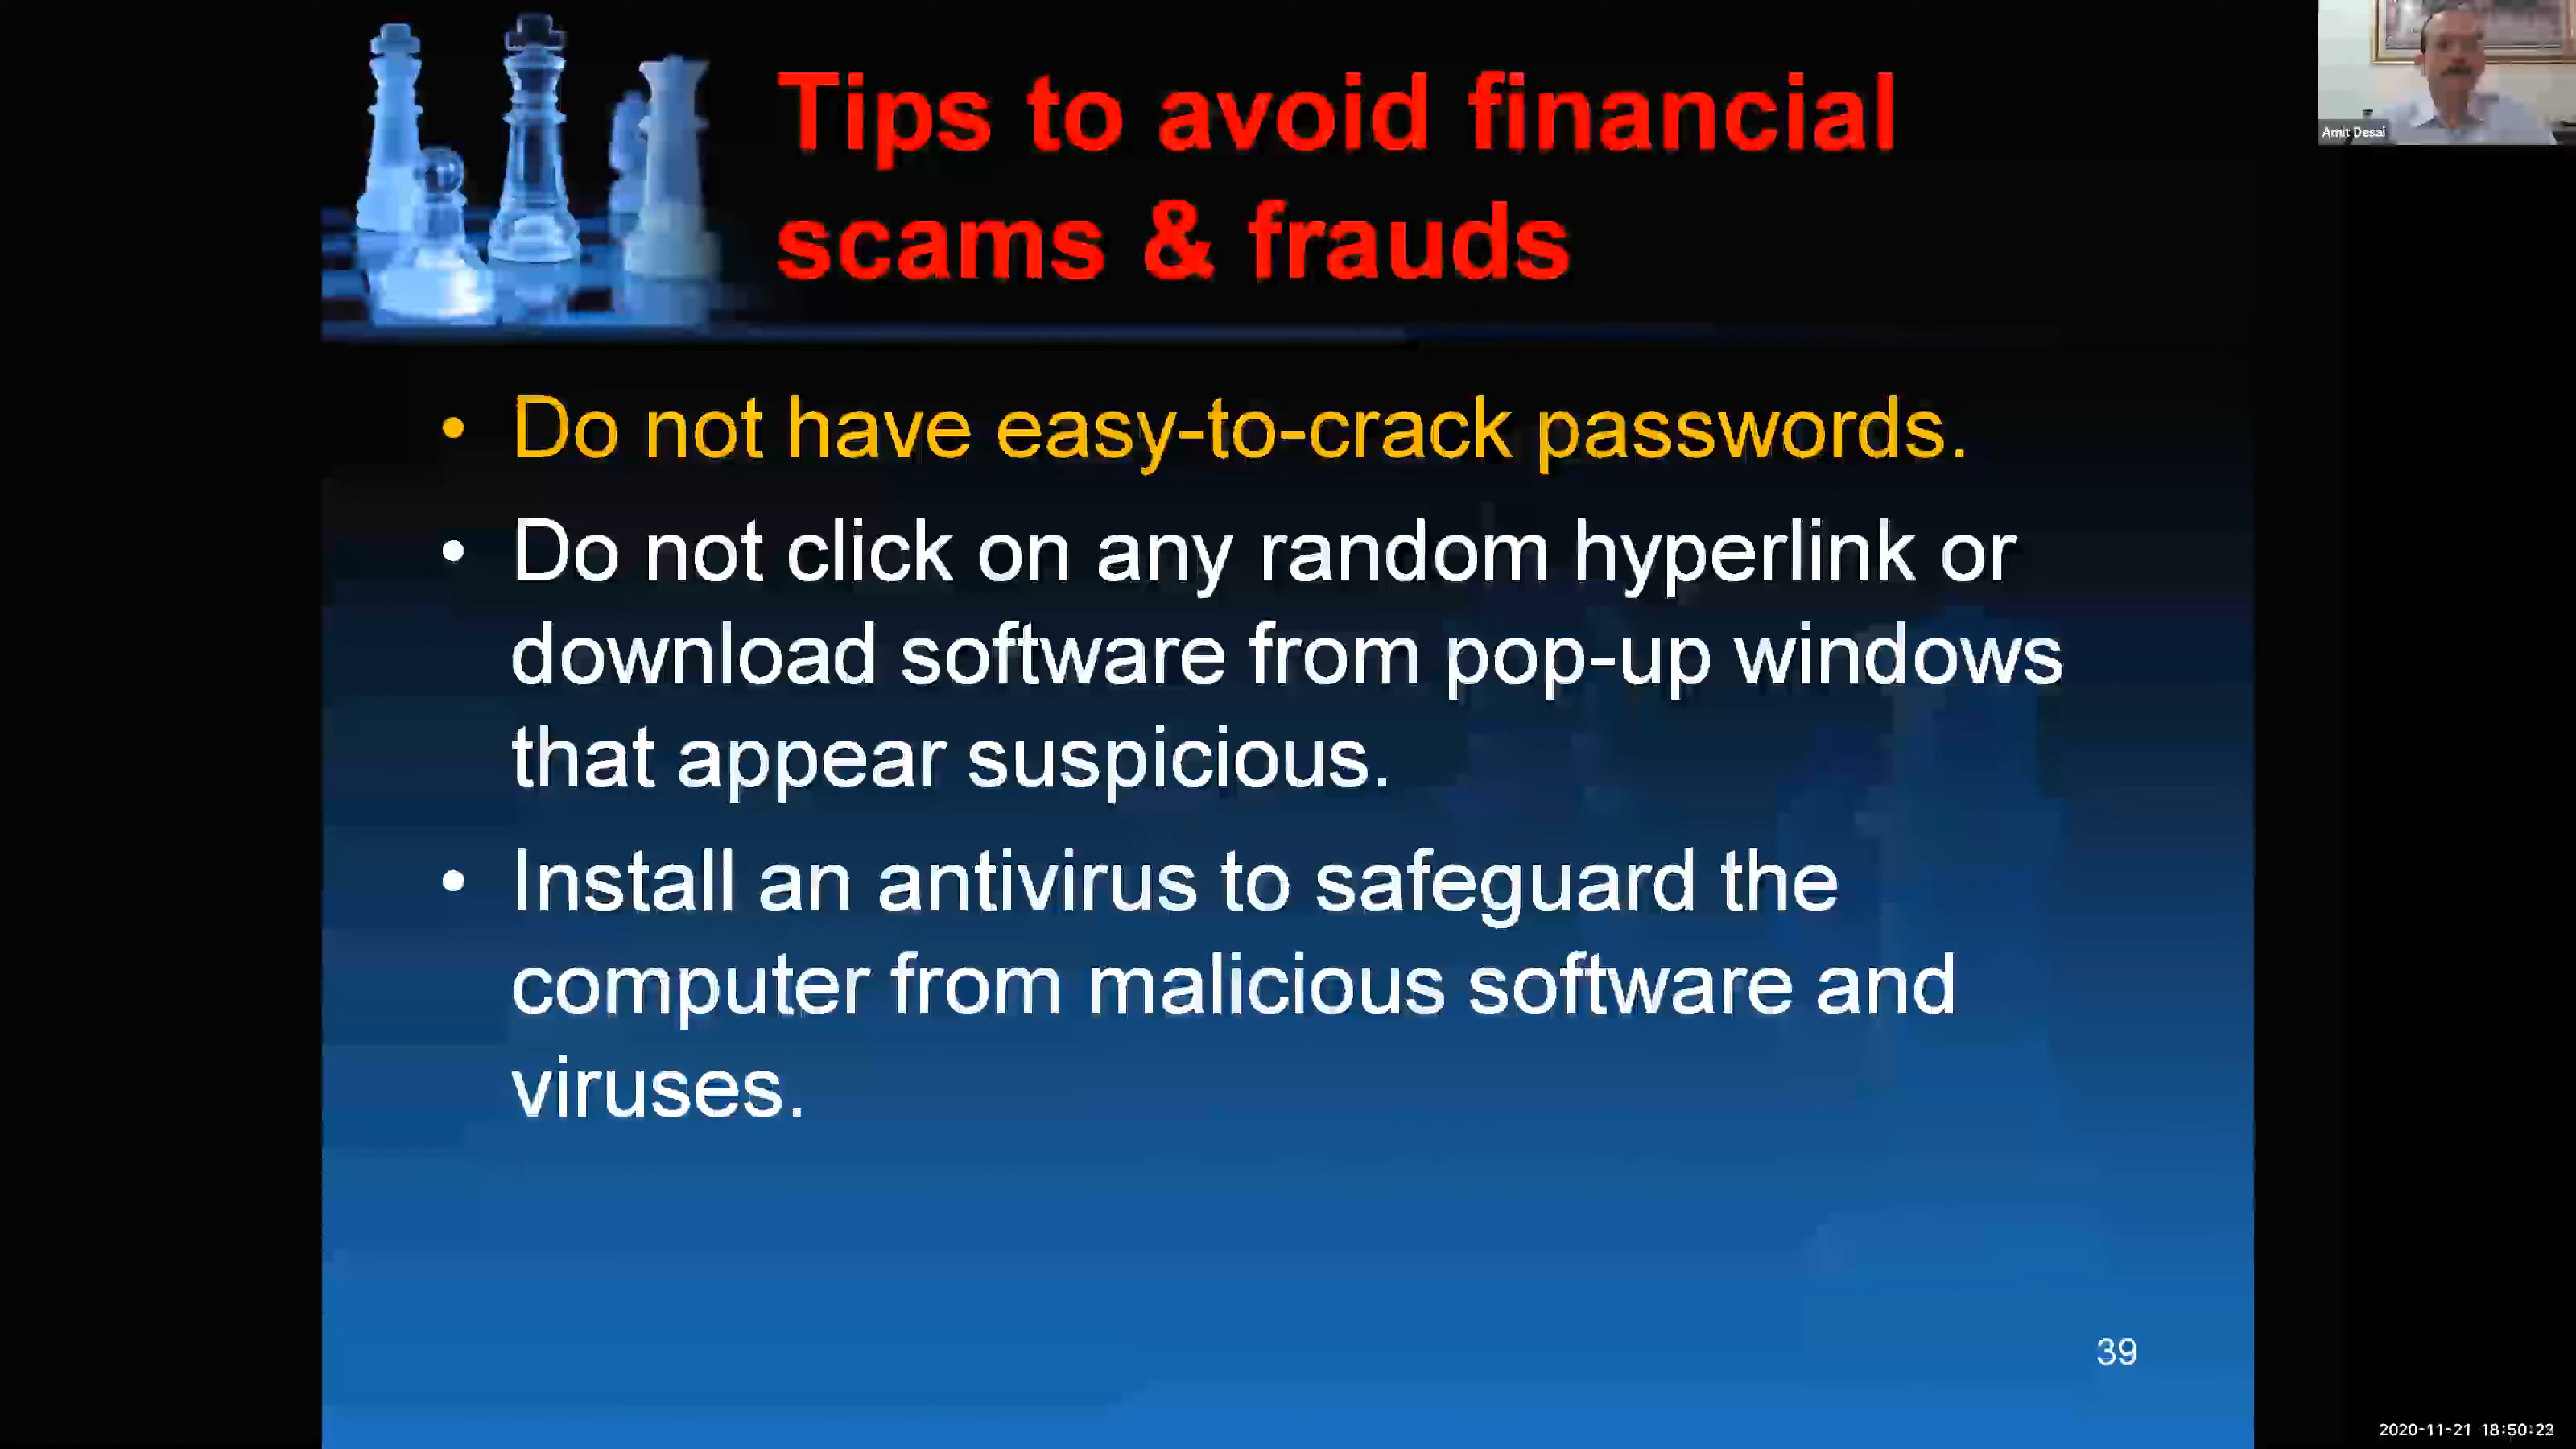 Tips to avoid financial
scams & frauds
Amit Desai
• Do not have easy-to-crack passwords.
• Do not click on any random hyperlink or
download software from pop-up windows
that appear suspicious.
• Install an antivirus to safeguard the
computer from malicious software and
viruses.
39
2020-11-21 18:50:23